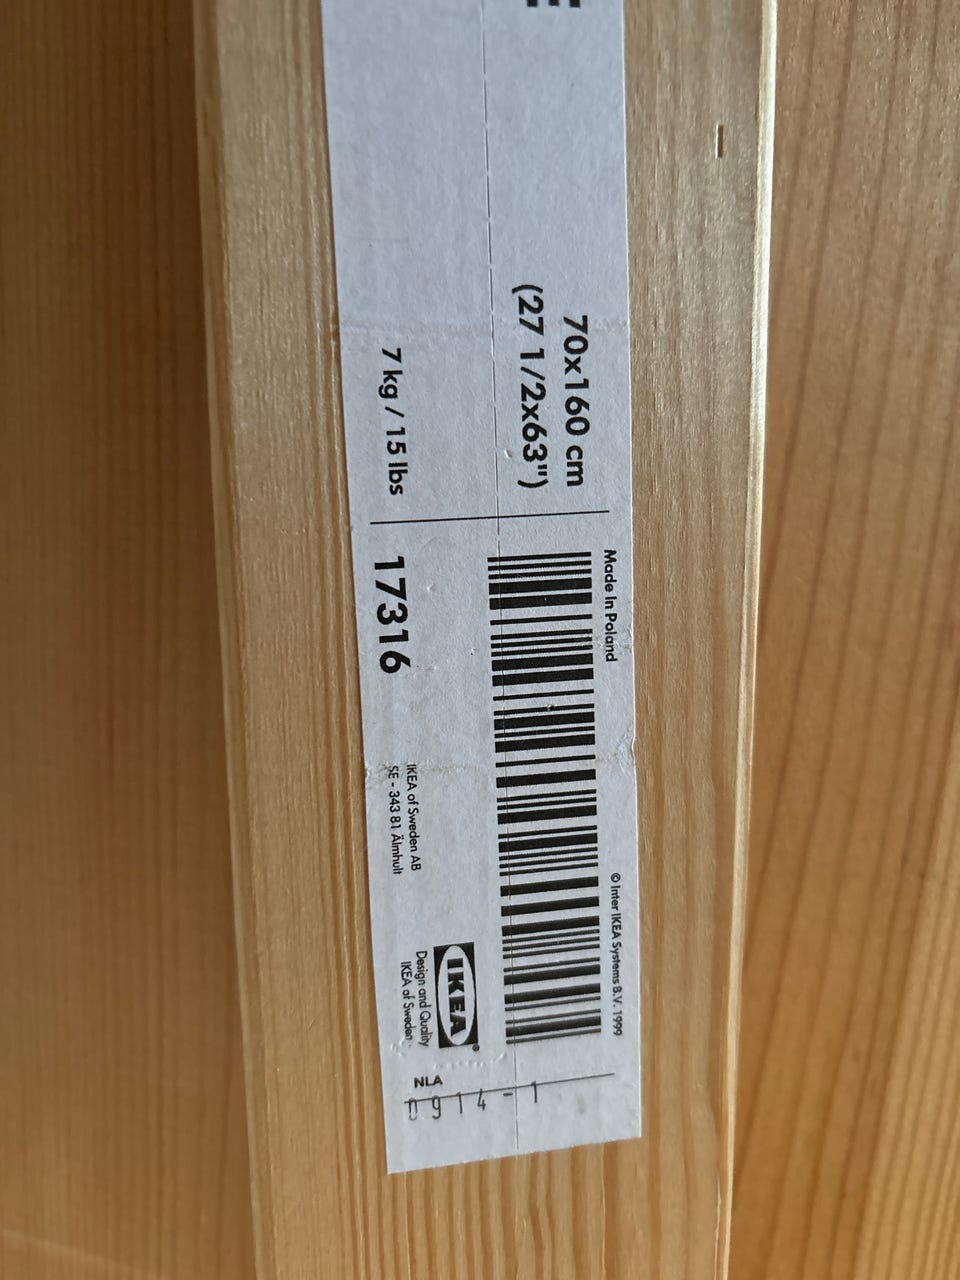 70x160 cm
(27 1/2x63")
7 kg / 15 lbs
Made In Poland
17316
IKEA of Sweden AB
SE - 343 81 Älmhult
© Inter IKEA Systems B.V. 1999
IKEA®
Design and Quality
IKEA of Sweden
NLA
0914-1